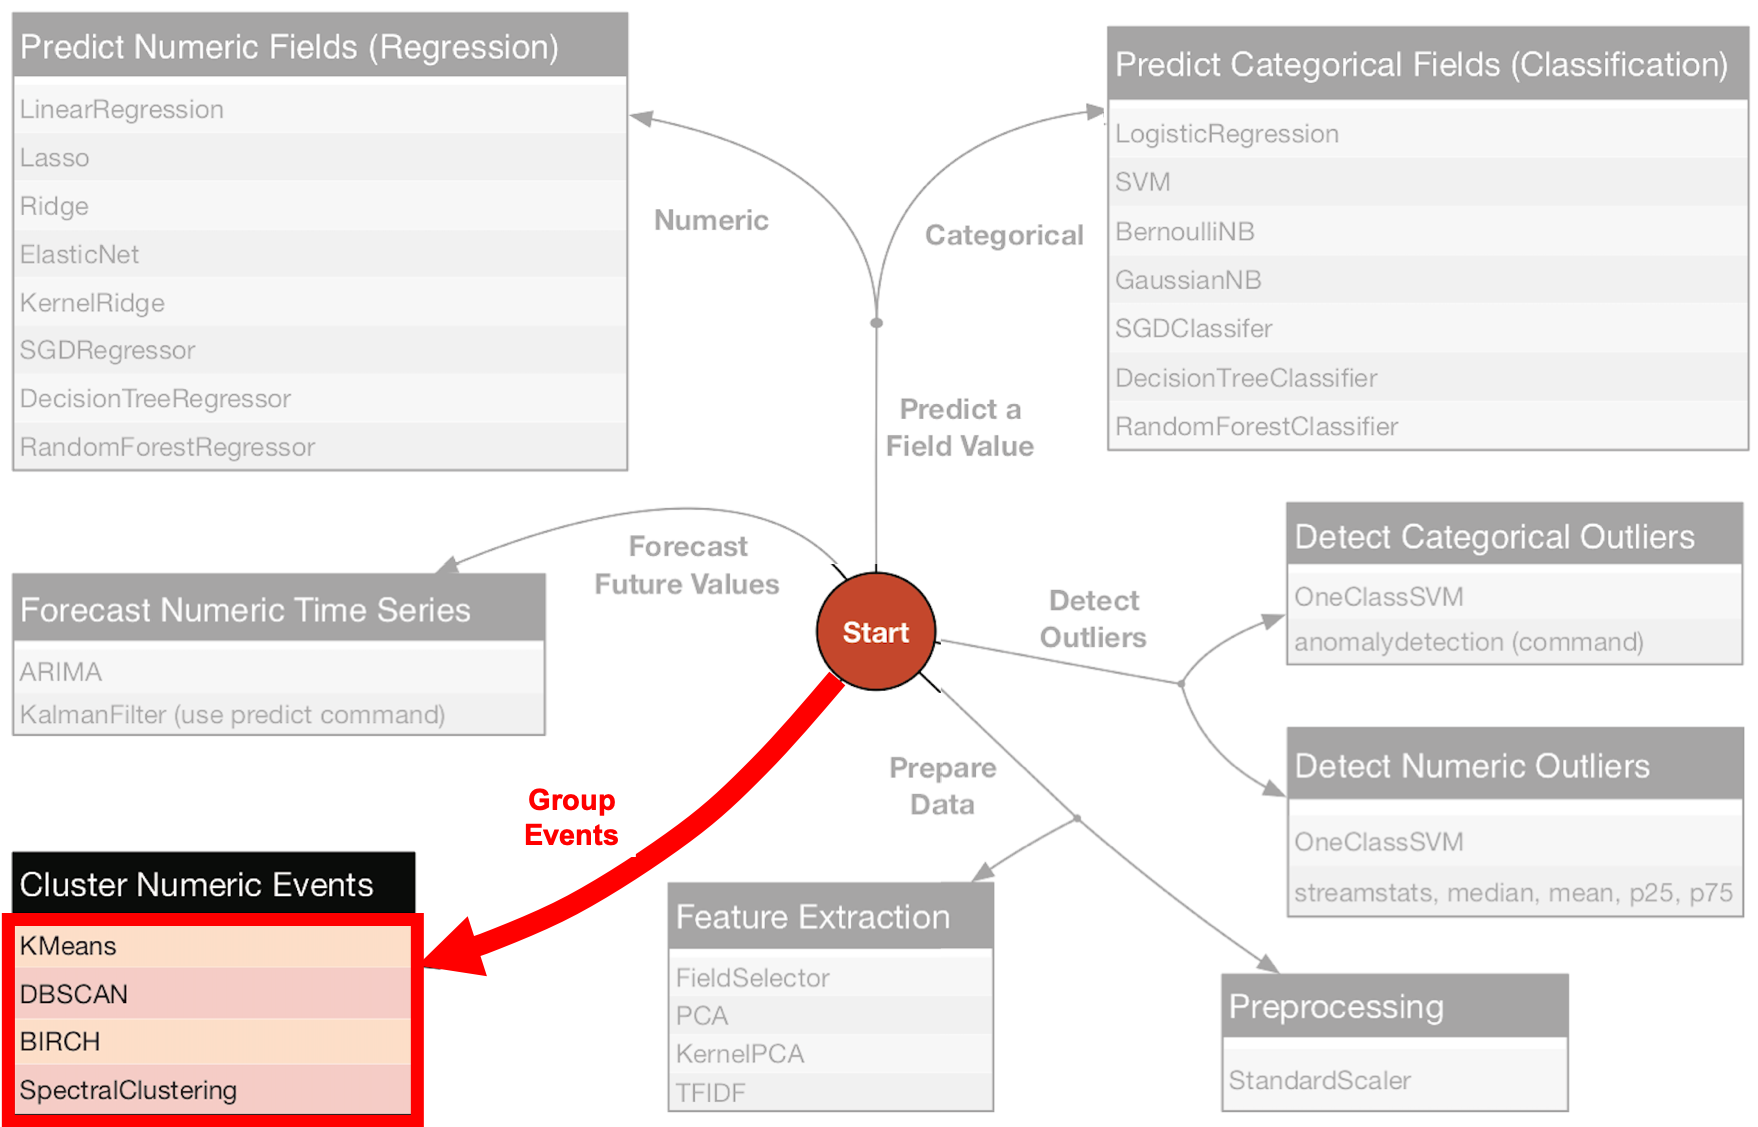 Predict Numeric Fields (Regression)
LinearRegression
Lasso
Ridge
ElasticNet
KernelRidge
SGDRegressor
DecisionTreeRegressor
RandomForestRegressor
Numeric
Categorical
Predict Categorical Fields (Classification)
LogisticRegression
SVM
BernoulliNB
GaussianNB
SGDClassifer
DecisionTreeClassifier
RandomForestClassifier
Predict a
Field Value
Forecast
Future Values
Forecast Numeric Time Series
ARIMA
KalmanFilter (use predict command)
Start
Detect
Outliers
Detect Categorical Outliers
OneClassSVM
anomalydetection (command)
Detect Numeric Outliers
OneClassSVM
streamstats, median, mean, p25, p75
Group
Events
Cluster Numeric Events
KMeans
DBSCAN
BIRCH
SpectralClustering
Prepare
Data
Feature Extraction
FieldSelector
PCA
KernelPCA
TFIDF
Preprocessing
StandardScaler